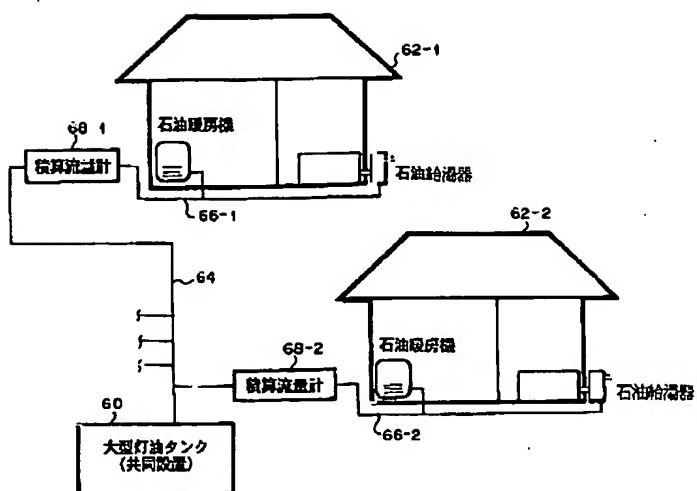 62-1
68-1
石油暖房機
積算流量計
石油給湯器
66-1
62-2
64
68-2
石油暖房機
積算流量計
石油給湯器
60
66-2
大型灯油タンク
(共同設置)